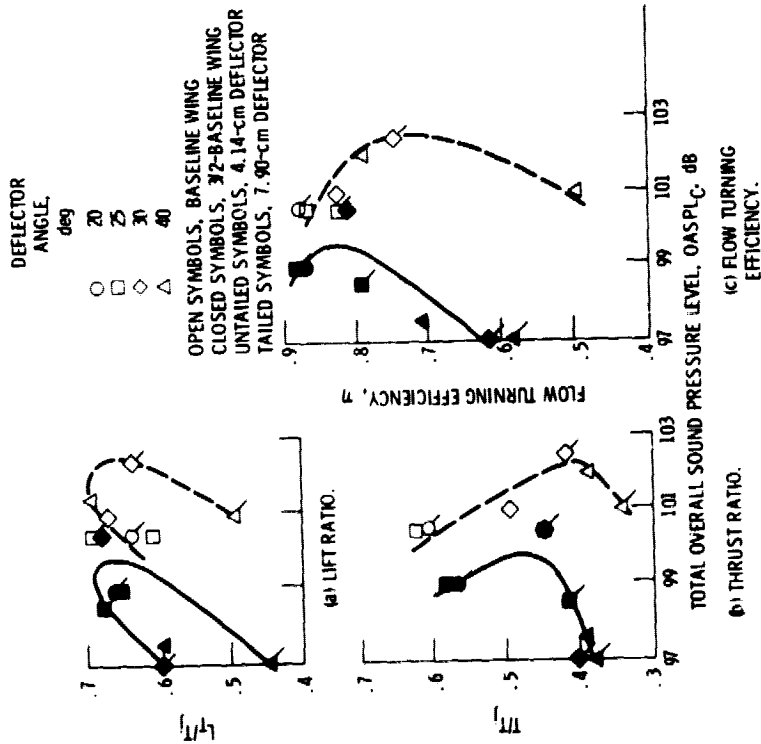 DEFLECTOR
ANGLE,
deg
20
25
30
40
OPEN SYMBOLS, BASELINE WING
CLOSED SYMBOLS, 3/2-BASELINE WING
UNTAILED SYMBOLS, 4.14-cm DEFLECTOR
TAILED SYMBOLS, 7.90-cm DEFLECTOR
.7
.6
.5
.4
L_T/T_j
(a) LIFT RATIO.
.7
.6
.5
.4
.3
T/T_j
97
99
101
103
(b) THRUST RATIO.
.9
.8
.7
.6
.5
.4
FLOW TURNING EFFICIENCY, η
97
99
101
103
TOTAL OVERALL SOUND PRESSURE LEVEL, OASPL_C, dB
(c) FLOW TURNING
EFFICIENCY.